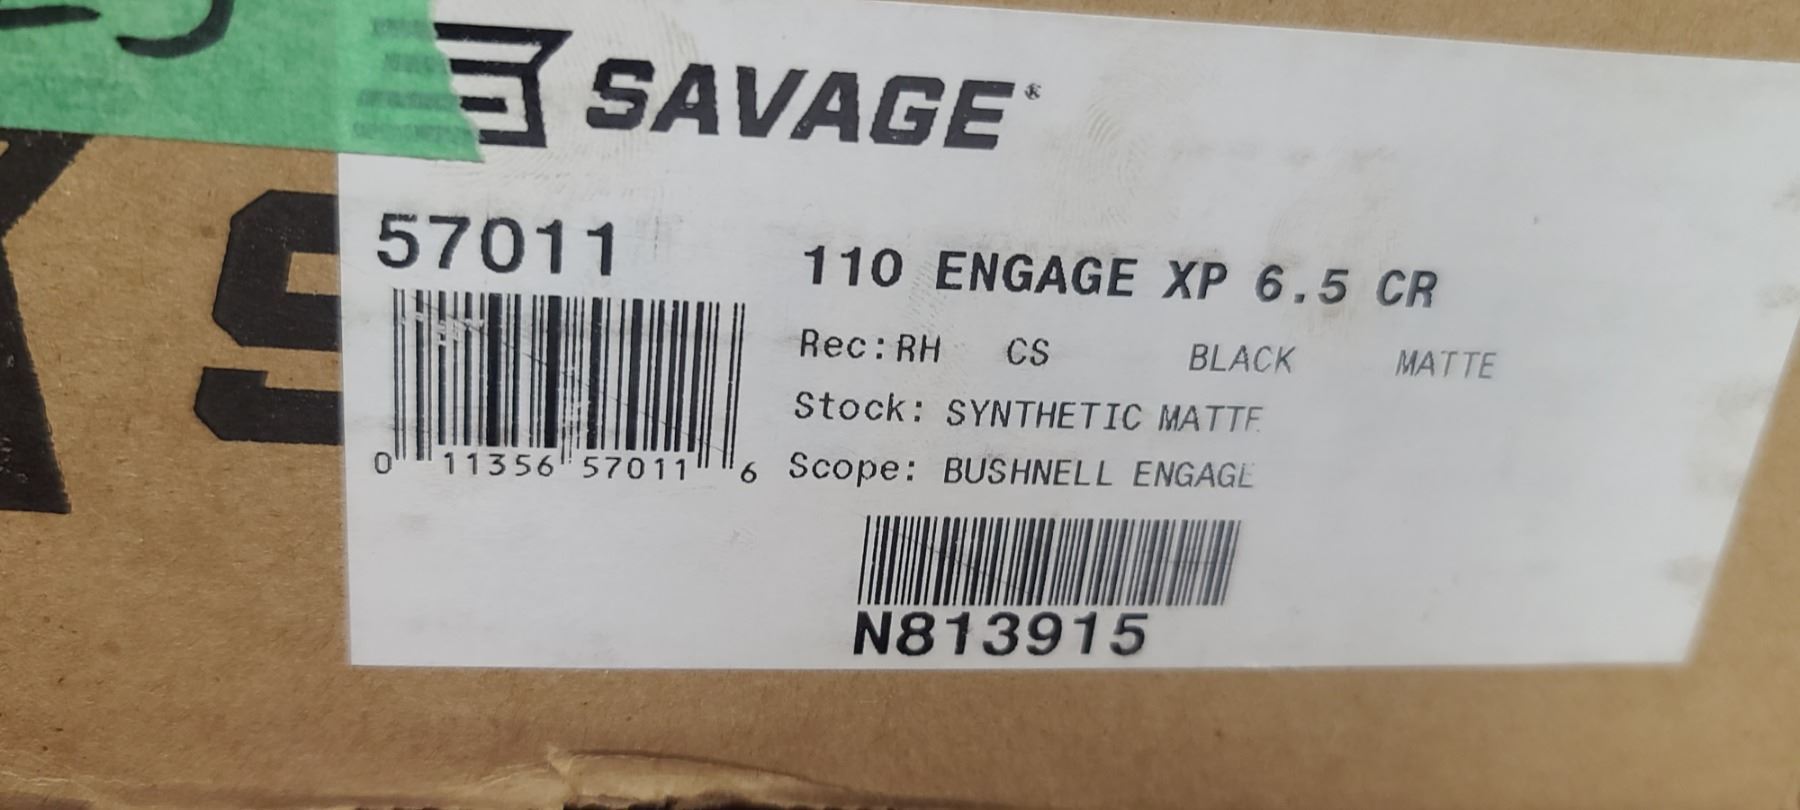 SAVAGE®
57011
110 ENGAGE XP 6.5 CR
Rec:RH CS BLACK MATTE
Stock: SYNTHETIC MATTE
Scope: BUSHNELL ENGAGE
0 11356 57011 6
N813915